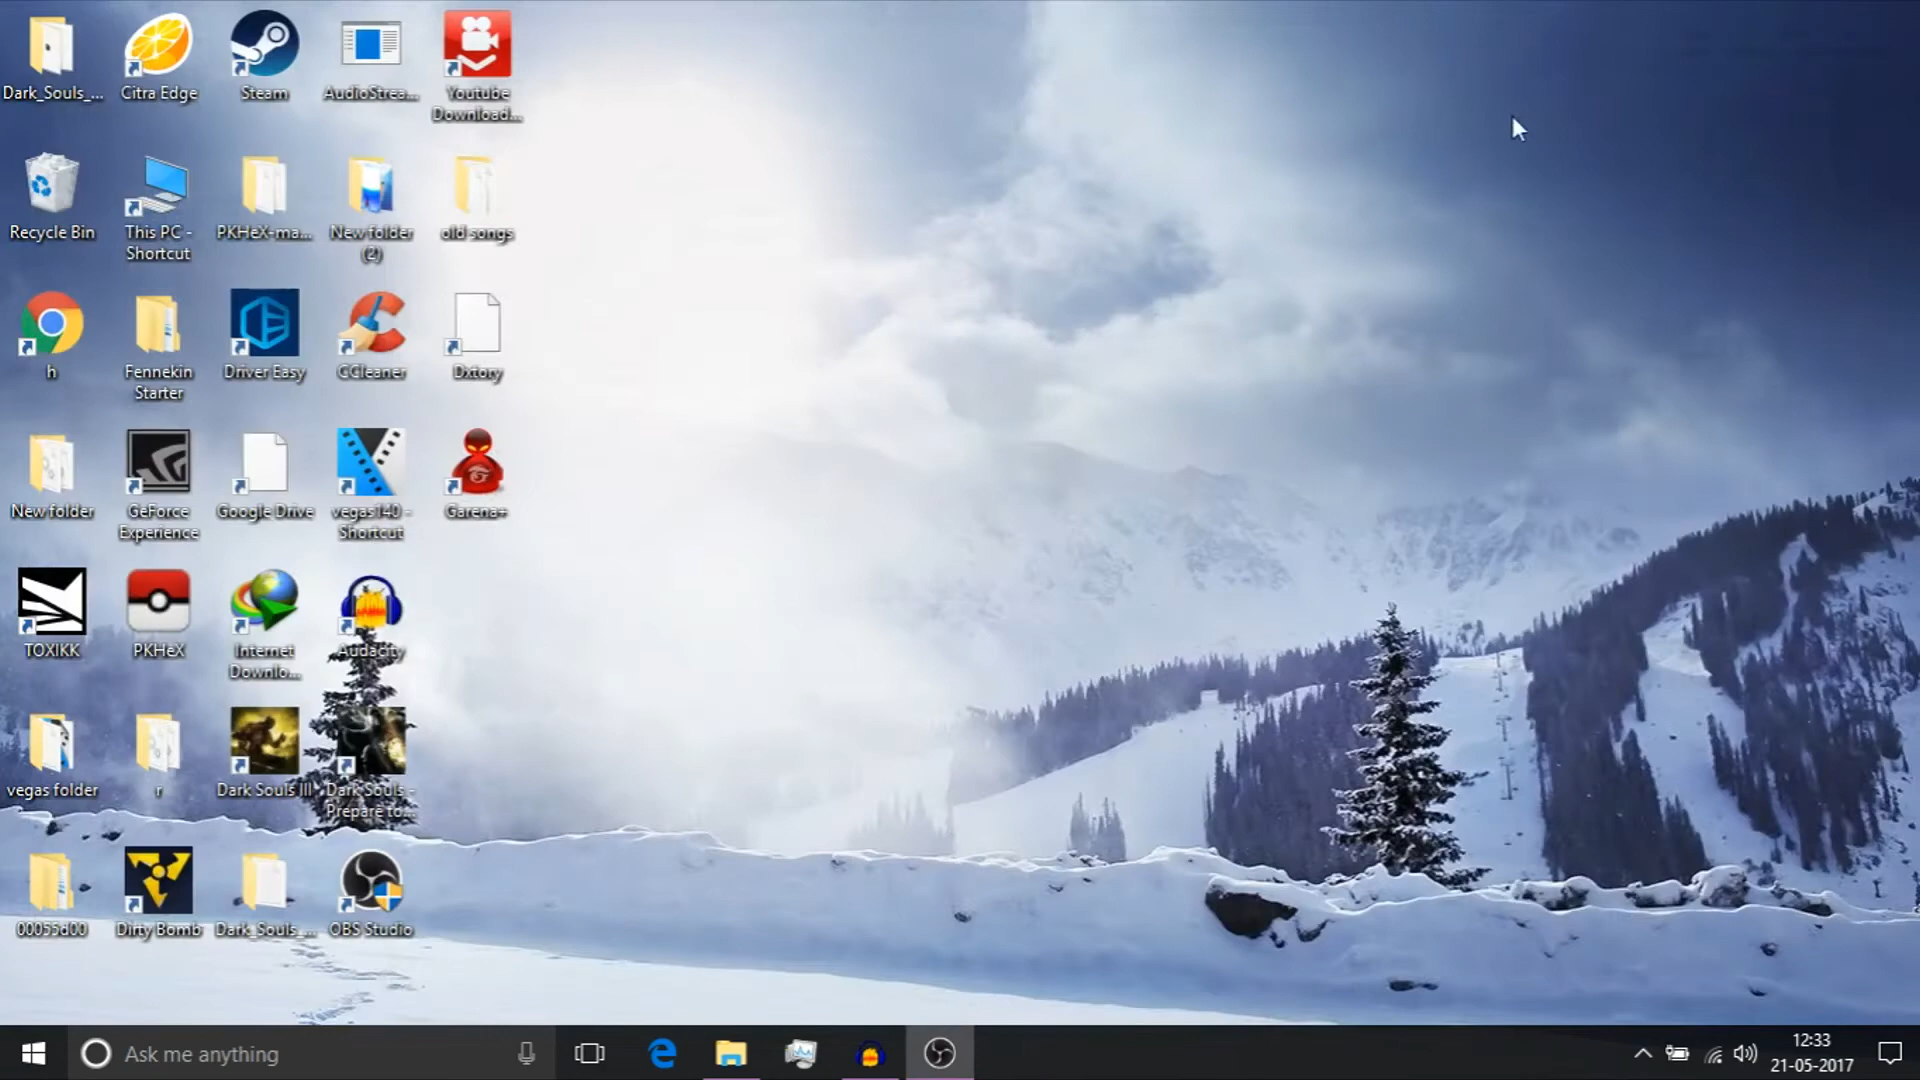 Dark_Souls_...
Citra Edge
Steam
AudioStrea...
Youtube
Download...
Recycle Bin
This PC -
Shortcut
PKHeX-ma...
New folder
(2)
old songs
h
Fennekin
Starter
Driver Easy
CCleaner
Dxtory
New folder
GeForce
Experience
Google Drive
vegas140 -
Shortcut
Garena+
TOXIKK
PKHeX
Internet
Downlo...
Audacity
vegas folder
r
Dark Souls III
Dark Souls -
Prepare to...
00055d00
Dirty Bomb
Dark_Souls_...
OBS Studio
Ask me anything
12:33
21-05-2017